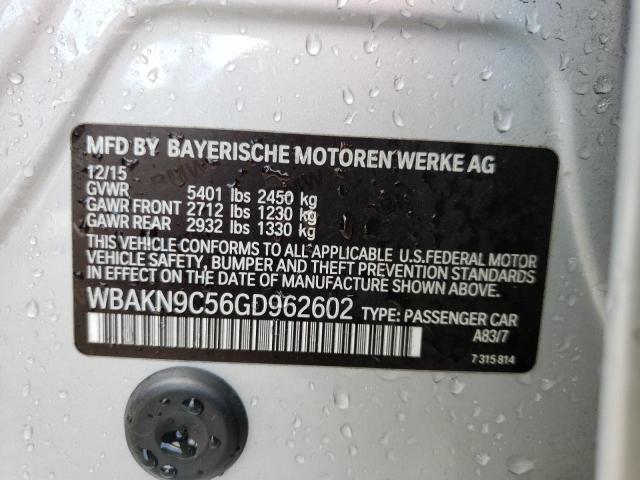 MFD BY BAYERISCHE MOTOREN WERKE AG
12/15
GVWR 5401 lbs 2450 kg
GAWR FRONT 2712 lbs 1230 kg
GAWR REAR 2932 lbs 1330 kg
THIS VEHICLE CONFORMS TO ALL APPLICABLE U.S.FEDERAL MOTOR
VEHICLE SAFETY, BUMPER AND THEFT PREVENTION STANDARDS
IN EFFECT ON THE DATE OF MANUFACTURE SHOWN ABOVE.
WBAKN9C56GD962602 TYPE: PASSENGER CAR
A83/7
7 315 814